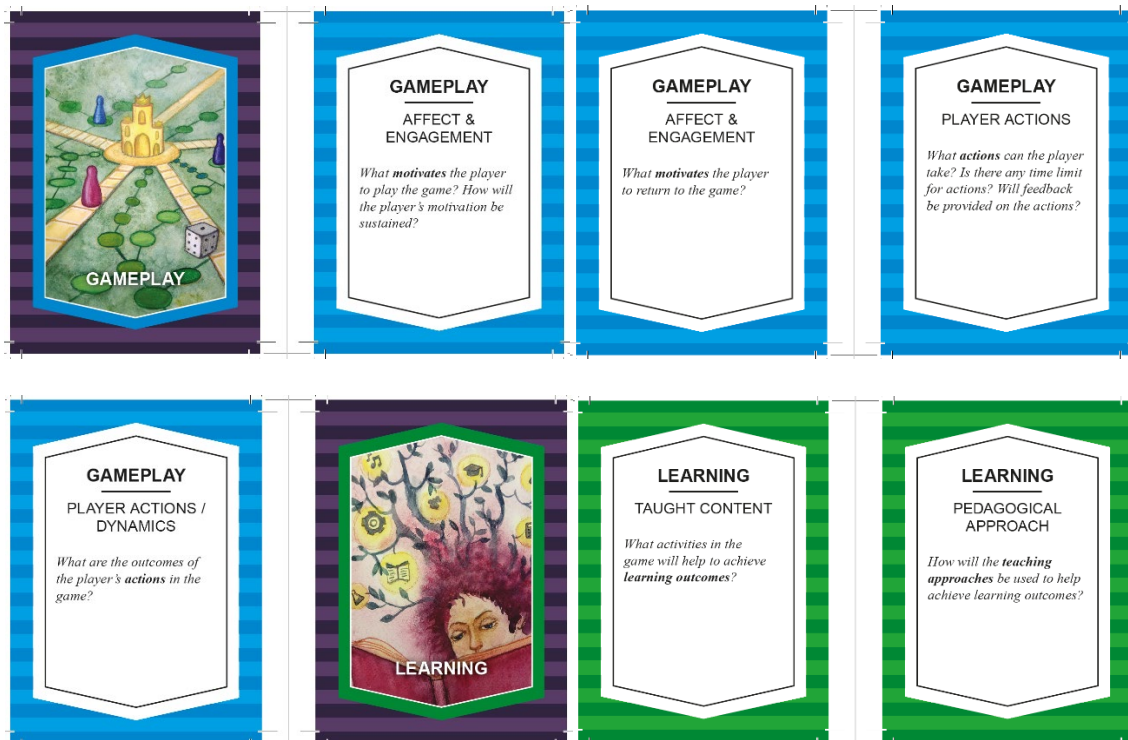 GAMEPLAY
GAMEPLAY
AFFECT &
ENGAGEMENT
What motivates the player
to play the game? How will
the player's motivation be
sustained?
GAMEPLAY
AFFECT &
ENGAGEMENT
What motivates the player
to return to the game?
GAMEPLAY
PLAYER ACTIONS
What actions can the player
take? Is there any time limit
for actions? Will feedback
be provided on the actions?
GAMEPLAY
PLAYER ACTIONS /
DYNAMICS
What are the outcomes of
the player's actions in the
game?
LEARNING
LEARNING
TAUGHT CONTENT
What activities in the
game will help to achieve
learning outcomes?
LEARNING
PEDAGOGICAL
APPROACH
How will the teaching
approaches be used to help
achieve learning outcomes?